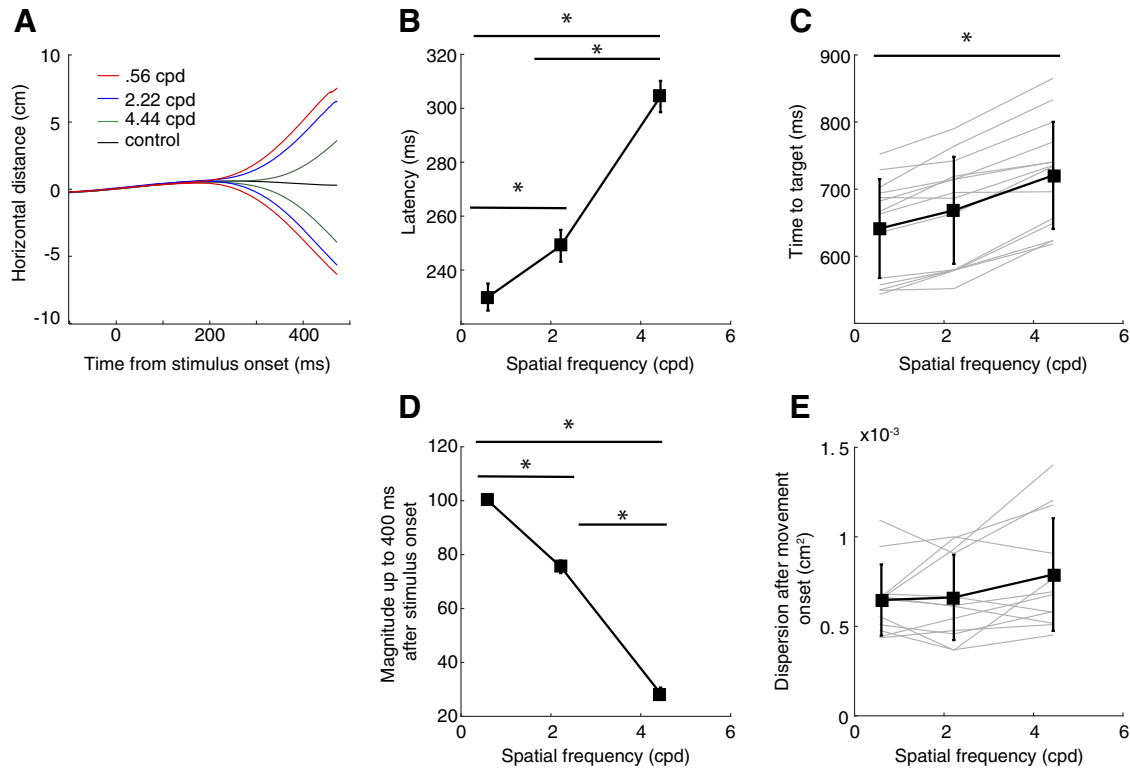 A
10
5
0
-5
-10
Horizontal distance (cm)
.56 cpd
2.22 cpd
4.44 cpd
control
0
200
400
Time from stimulus onset (ms)
B
*
*
*
320
300
280
260
240
Latency (ms)
0
2
4
6
Spatial frequency (cpd)
C
*
900
800
700
600
Time to target (ms)
0
2
4
6
Spatial frequency (cpd)
D
*
*
*
120
100
80
60
40
20
Magnitude up to 400 ms
after stimulus onset
0
2
4
6
Spatial frequency (cpd)
E
x10-3
1. 5
1
0.5
0
Dispersion after movement
onset (cm²)
0
2
4
6
Spatial frequency (cpd)